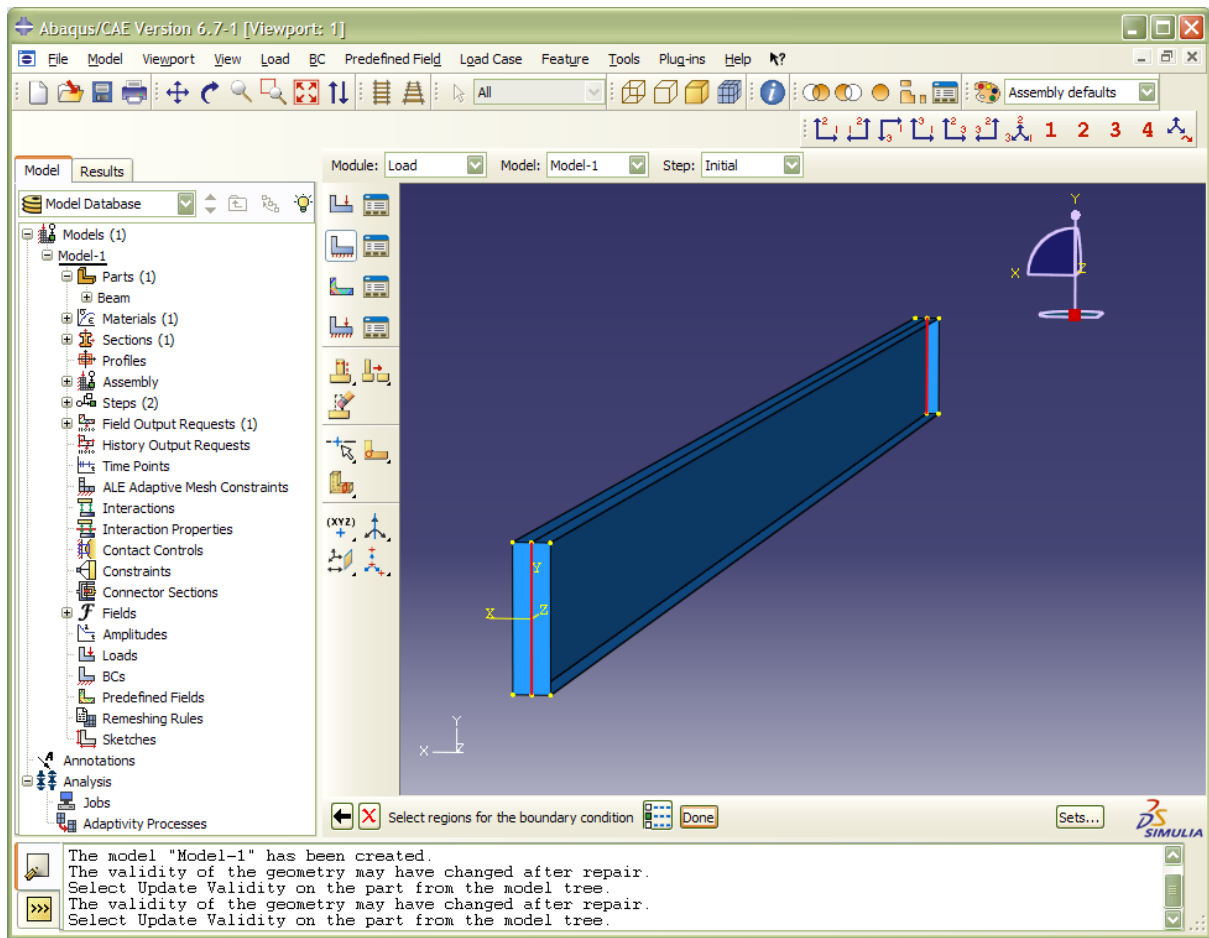 Abaqus/CAE Version 6.7-1 [Viewport: 1]
File Model Viewport View Load BC Predefined Field Load Case Feature Tools Plug-ins Help
All
Assembly defaults
1 2 3 4
Model Results
Module: Load Model: Model-1 Step: Initial
Model Database
Models (1)
Model-1
Parts (1)
Beam
Materials (1)
Sections (1)
Profiles
Assembly
Steps (2)
Field Output Requests (1)
History Output Requests
Time Points
ALE Adaptive Mesh Constraints
Interactions
Interaction Properties
Contact Controls
Constraints
Connector Sections
Fields
Amplitudes
Loads
BCs
Predefined Fields
Remeshing Rules
Sketches
Annotations
Analysis
Jobs
Adaptivity Processes
(XYZ)
Y
X
Z
Y
X
Z
Y
X
Z
Select regions for the boundary condition Done Sets...
SIMULIA
The model "Model-1" has been created.
The validity of the geometry may have changed after repair.
Select Update Validity on the part from the model tree.
The validity of the geometry may have changed after repair.
Select Update Validity on the part from the model tree.
>>>